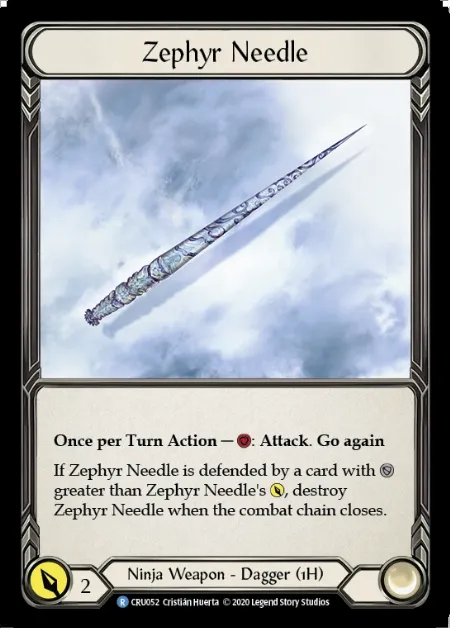 Zephyr Needle
Once per Turn Action — : Attack. Go again
If Zephyr Needle is defended by a card with
greater than Zephyr Needle's , destroy
Zephyr Needle when the combat chain closes.
2
Ninja Weapon - Dagger (1H)
R CRU052 Cristián Huerta © 2020 Legend Story Studios